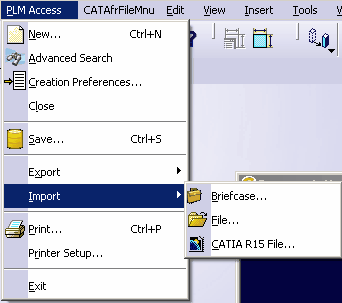 PLM Access CATAfrFileMnu Edit View Insert Tools
New... Ctrl+N
Advanced Search
Creation Preferences...
Close
Save... Ctrl+S
Export
Import
Briefcase...
File...
CATIA R15 File...
Print... Ctrl+P
Printer Setup...
Exit